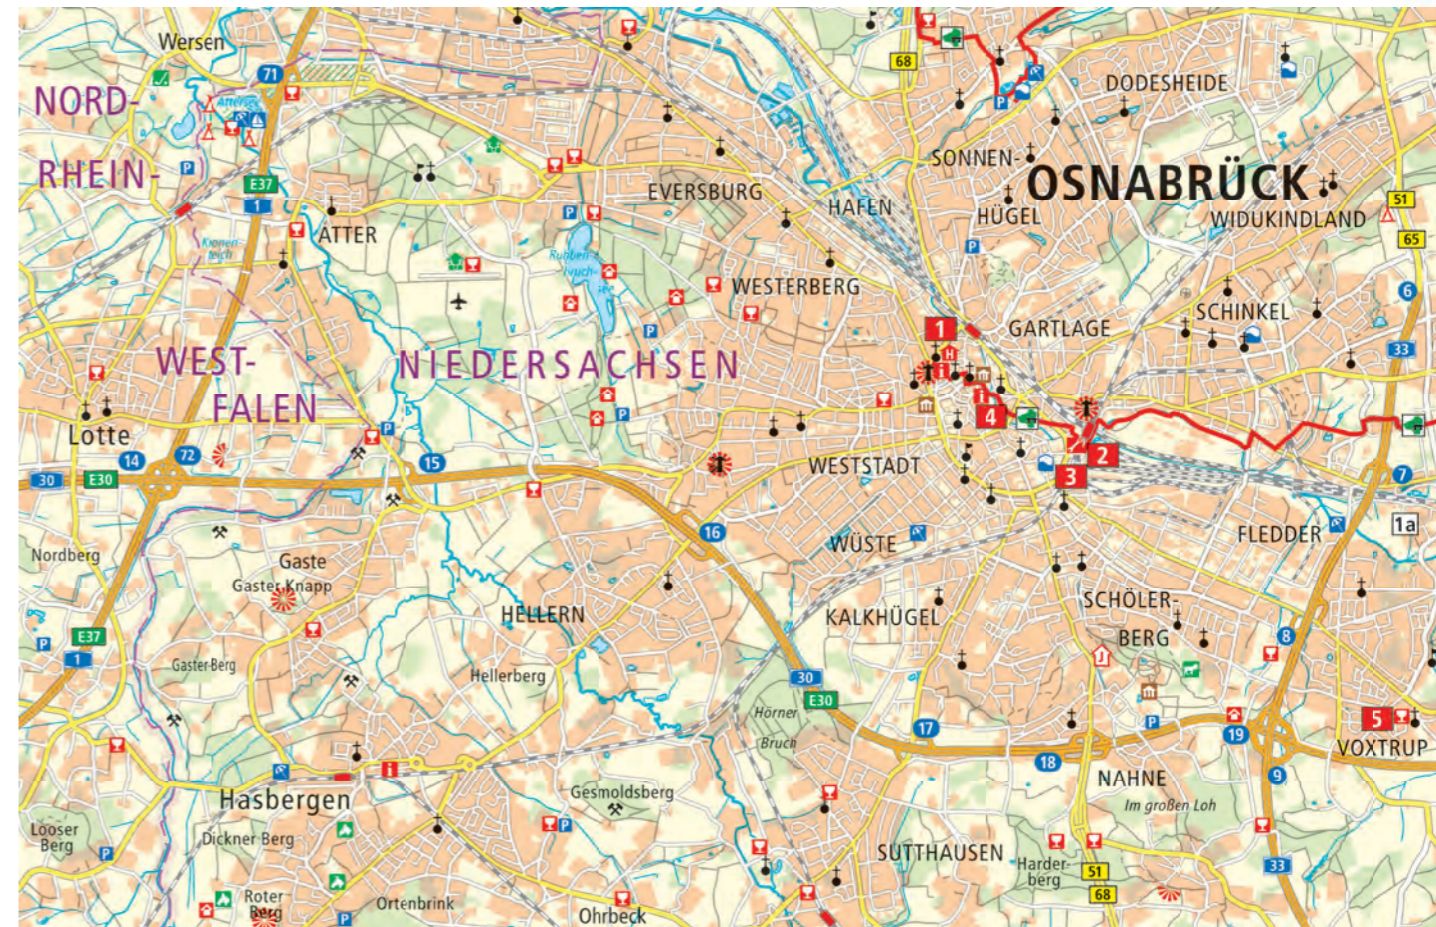 Wersen
71
NORD-
RHEIN-
WEST-
FALEN
Attersee
E37
1
ATTER
NIEDERSACHSEN
68
DODESHEIDE
SONNEN-
HÜGEL
OSNABRÜCK
WIDUKINDLAND
51
65
EVERSBURG
HAFEN
Rubben-
bruch-
see
WESTERBERG
GARTLAGE
SCHINKEL
6
33
1
H
i
i
4
2
3
Lotte
14
72
15
30
E30
WESTSTADT
7
1a
16
WÜSTE
FLEDDER
Nordberg
Gaste
Gaster-Knapp
HELLERN
KALKHÜGEL
SCHÖLER-
BERG
J
8
E37
1
Gaster-Berg
Hellerberg
30
E30
Hörner
Bruch
17
18
19
5
VOXTRUP
9
NAHNE
Im großen Loh
Hasbergen
i
Gesmoldsberg
Looser
Berg
Dickner Berg
SUTTHAUSEN
Harder-
berg
51
68
33
Roter
Berg
Ortenbrink
Ohrbeck
P
P
P
P
P
P
P
P
P
P
P